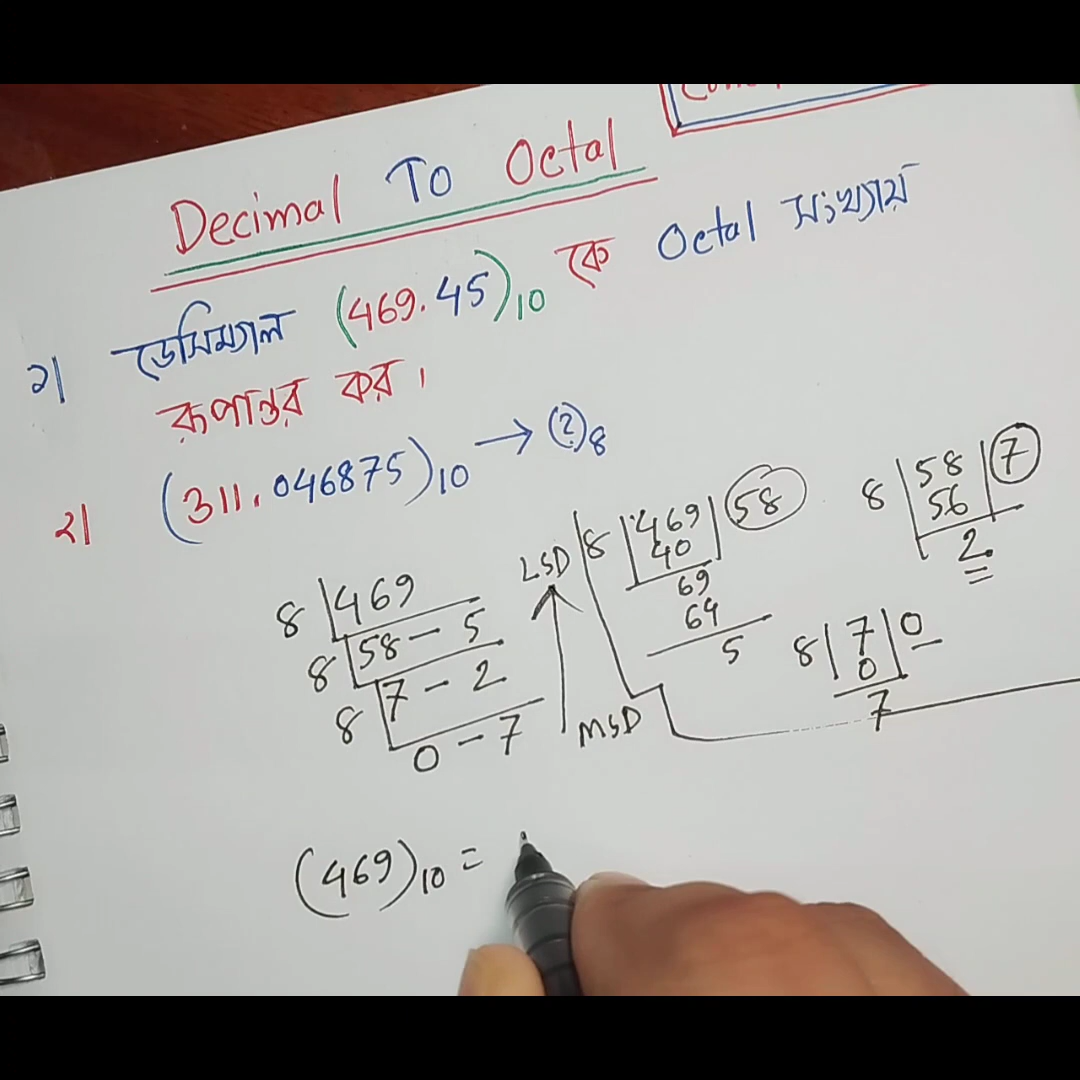 Decimal To Octal
১। ডেসিম্যাল (469.45)10 কে Octal সংখ্যায়
রূপান্তর কর।
২। (311.046875)10 → (?)8
8 469
8 58 - 5
8 7 - 2
0 - 7
LSD
MSD
8 469 58
40
69
64
5
8 58 7
56
2
8 7 0
0
7
(469)10 =